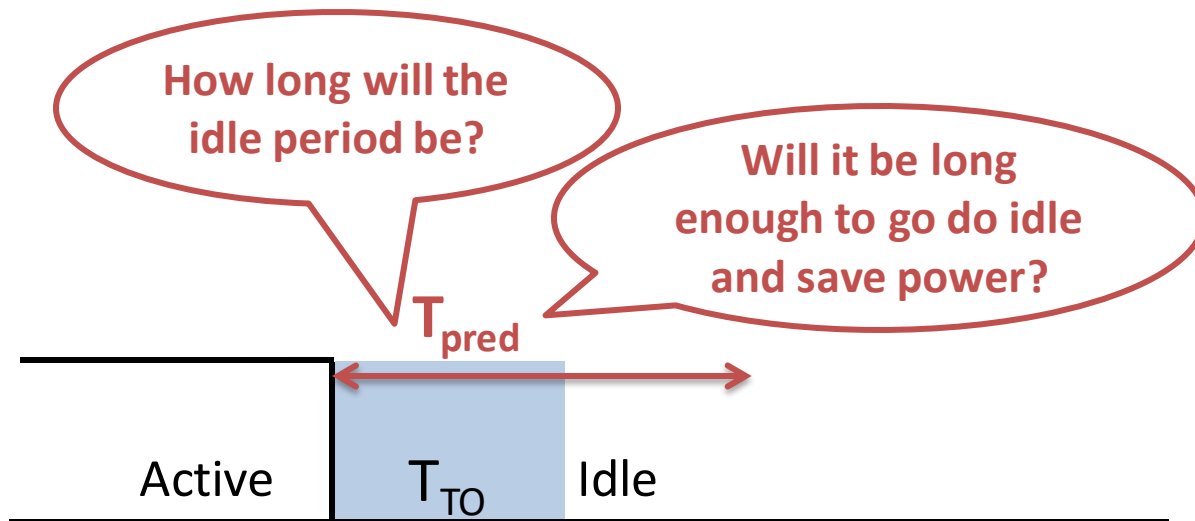 How long will the
idle period be?
Will it be long
enough to go do idle
and save power?
Tpred
Active
TTO
Idle